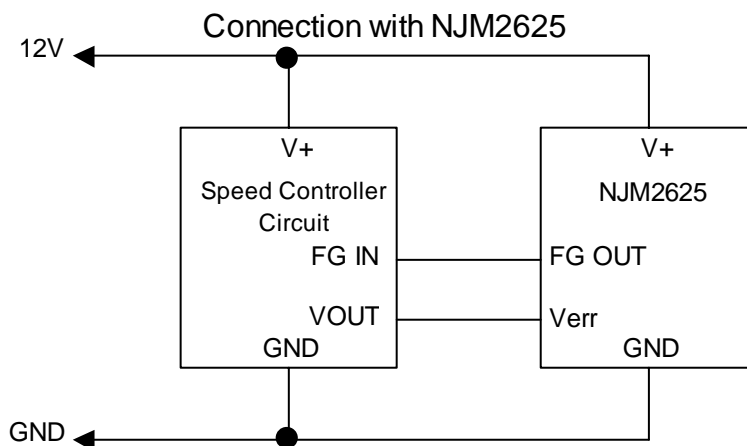 Connection with NJM2625
12V
V+
Speed Controller
Circuit
FG IN
VOUT
GND
V+
NJM2625
FG OUT
Verr
GND
GND